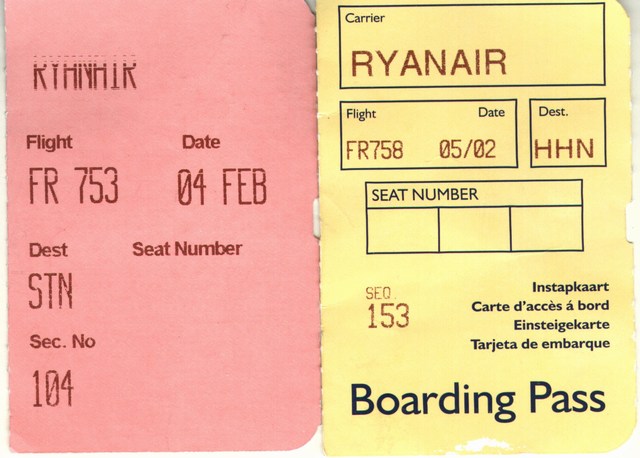 RYANAIR
Flight Date
FR 753 04 FEB
Dest Seat Number
STN
Sec. No
104
Carrier
RYANAIR
Flight Date Dest.
FR758 05/02 HHN
SEAT NUMBER
SEQ.
153
Instapkaart
Carte d'accès á bord
Einsteigekarte
Tarjeta de embarque
Boarding Pass